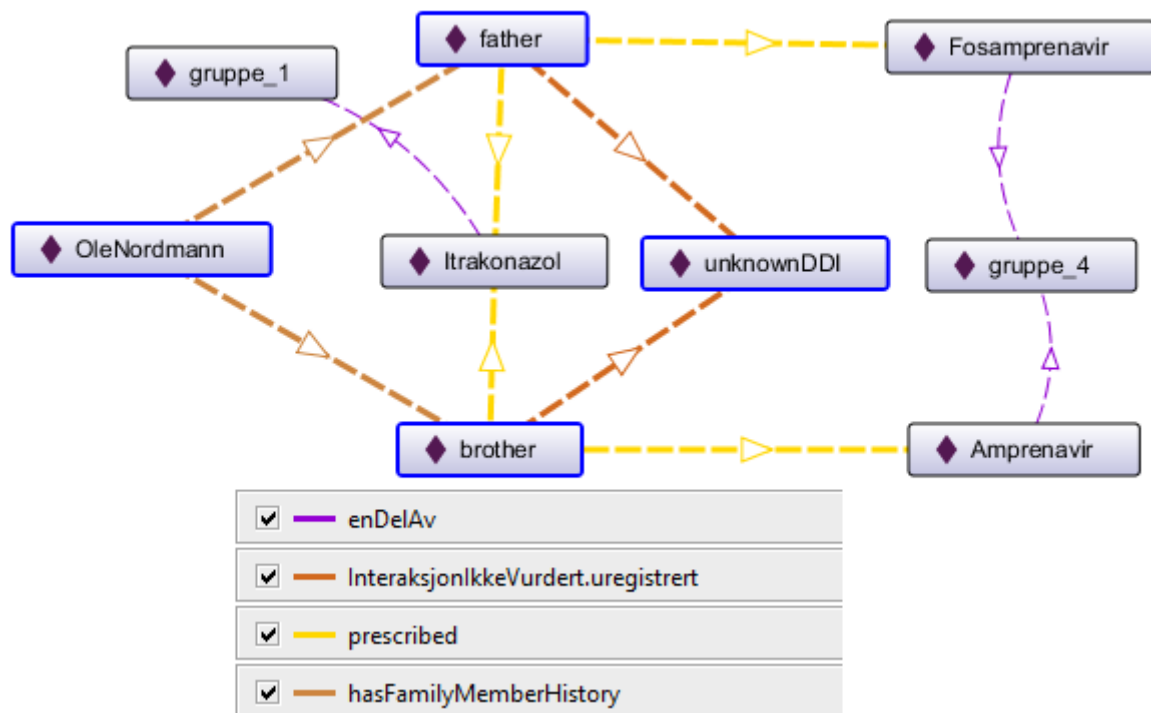 father
Fosamprenavir
gruppe_1
OleNordmann
Itrakonazol
unknownDDI
gruppe_4
brother
Amprenavir
enDelAv
InteraksjonIkkeVurdert.uregistrert
prescribed
hasFamilyMemberHistory